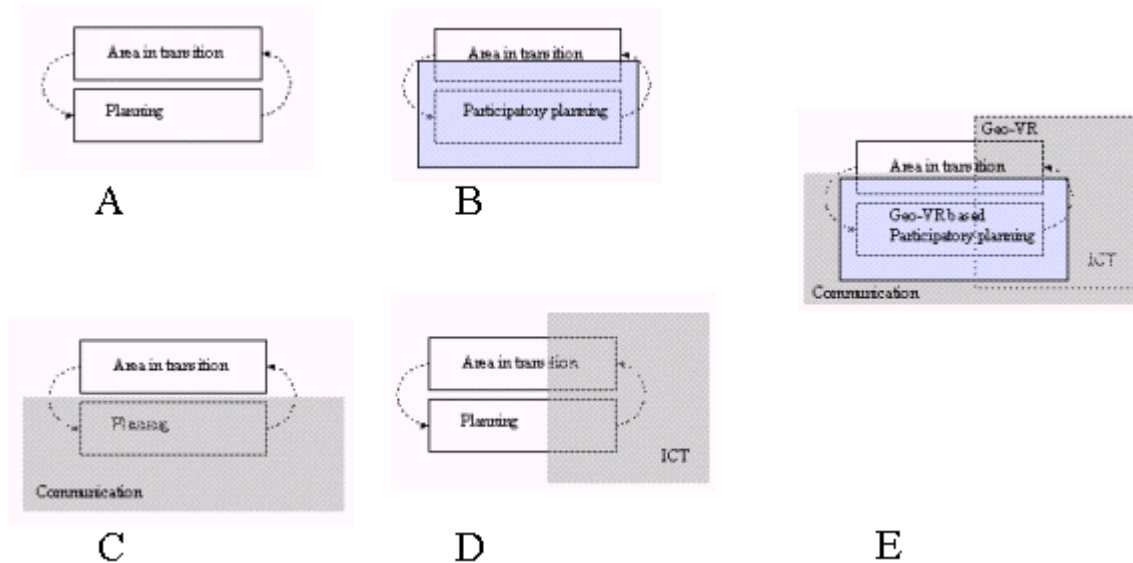 Area in transition
Planning
A
Area in transition
Participatory planning
B
Area in transition
Planning
Communication
C
Area in transition
Planning
ICT
D
Geo-VR
Area in transition
Geo-VR based
Participatory planning
ICT
Communication
E